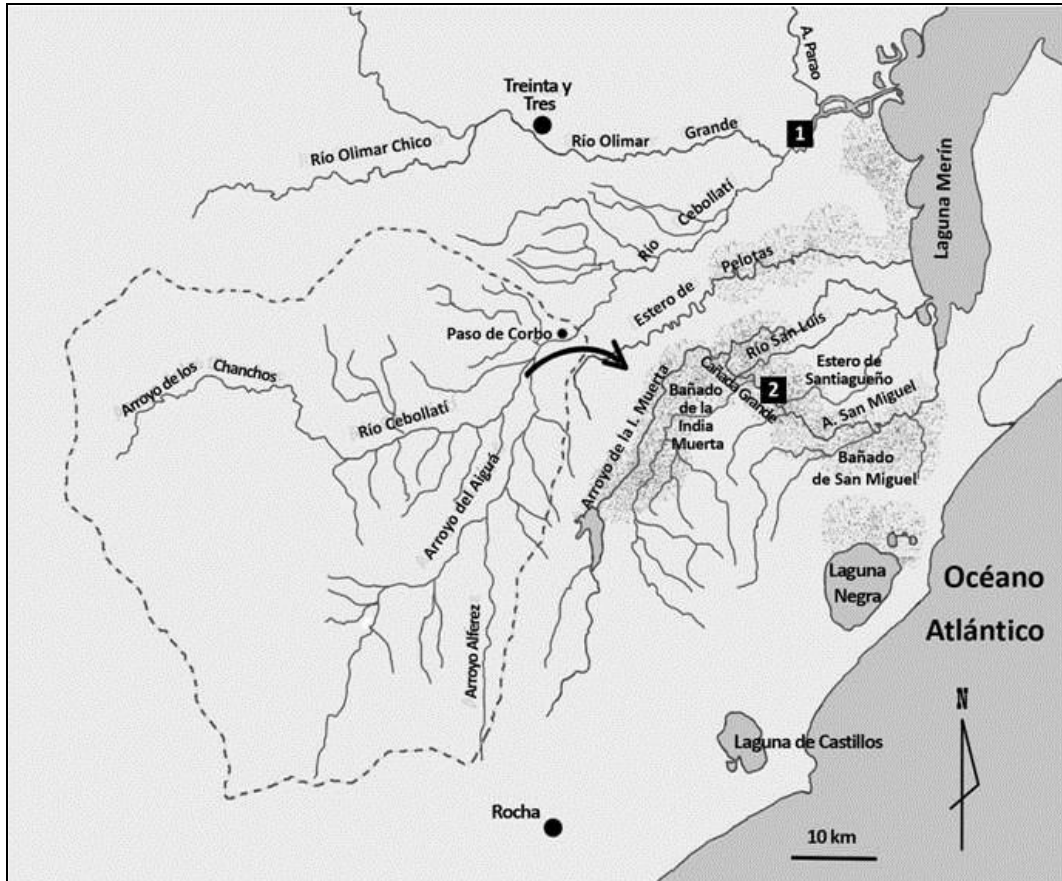 A. Parao
Treinta y
Tres
1
Río Olimar Chico
Río Olimar
Grande
Laguna Merín
Río
Cebollatí
Estero de
Pelotas
Paso de Corbo
Río San Luis
Arroyo de los
Chanchos
Cañada Grande
2
Estero de
Santiagueño
Bañado
de la
India
Muerta
A. San Miguel
Río Cebollatí
Arroyo de la I. Muerta
Bañado
de San Miguel
Arroyo del Aiguá
Laguna
Negra
Océano
Atlántico
Arroyo Alferez
N
Laguna de Castillos
Rocha
10 km